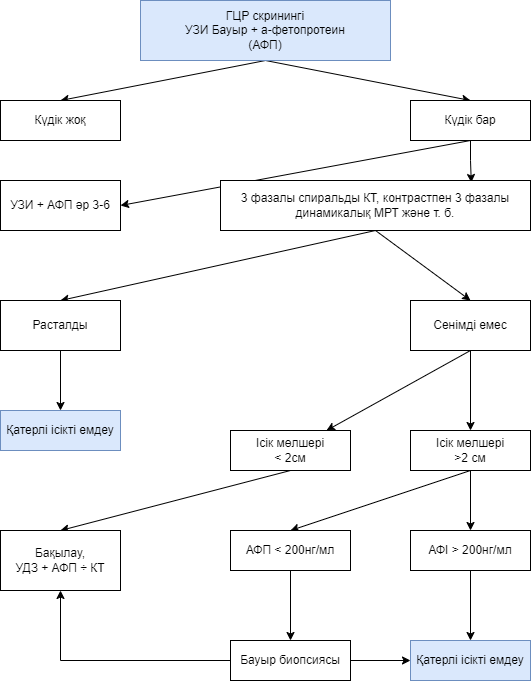 ГЦР скринингі
УЗИ Бауыр + а-фетопротеин
(АФП)
Күдік жоқ
Күдік бар
УЗИ + АФП әр 3-6
3 фазалы спиральды КТ, контрастпен 3 фазалы
динамикалық МРТ және т. б.
Расталды
Сенімді емес
Қатерлі ісікті емдеу
Ісік мөлшері
< 2см
Ісік мөлшері
>2 см
Бақылау,
УДЗ + АФП ÷ КТ
АФП < 200нг/мл
АФІ > 200нг/мл
Бауыр биопсиясы
Қатерлі ісікті емдеу